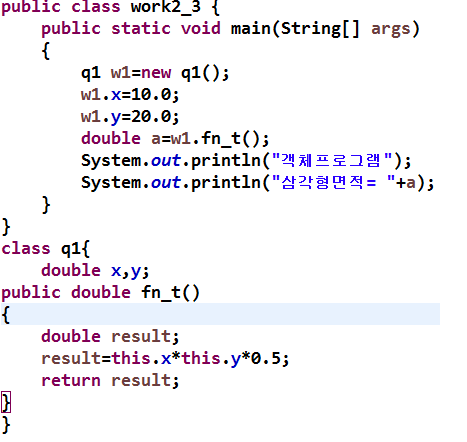 public class work2_3 {
    public static void main(String[] args)
    {
        q1 w1=new q1();
        w1.x=10.0;
        w1.y=20.0;
        double a=w1.fn_t();
        System.out.println("객체프로그램");
        System.out.println("삼각형면적= "+a);
    }
}
class q1{
    double x,y;
public double fn_t()
{
    double result;
    result=this.x*this.y*0.5;
    return result;
}
}